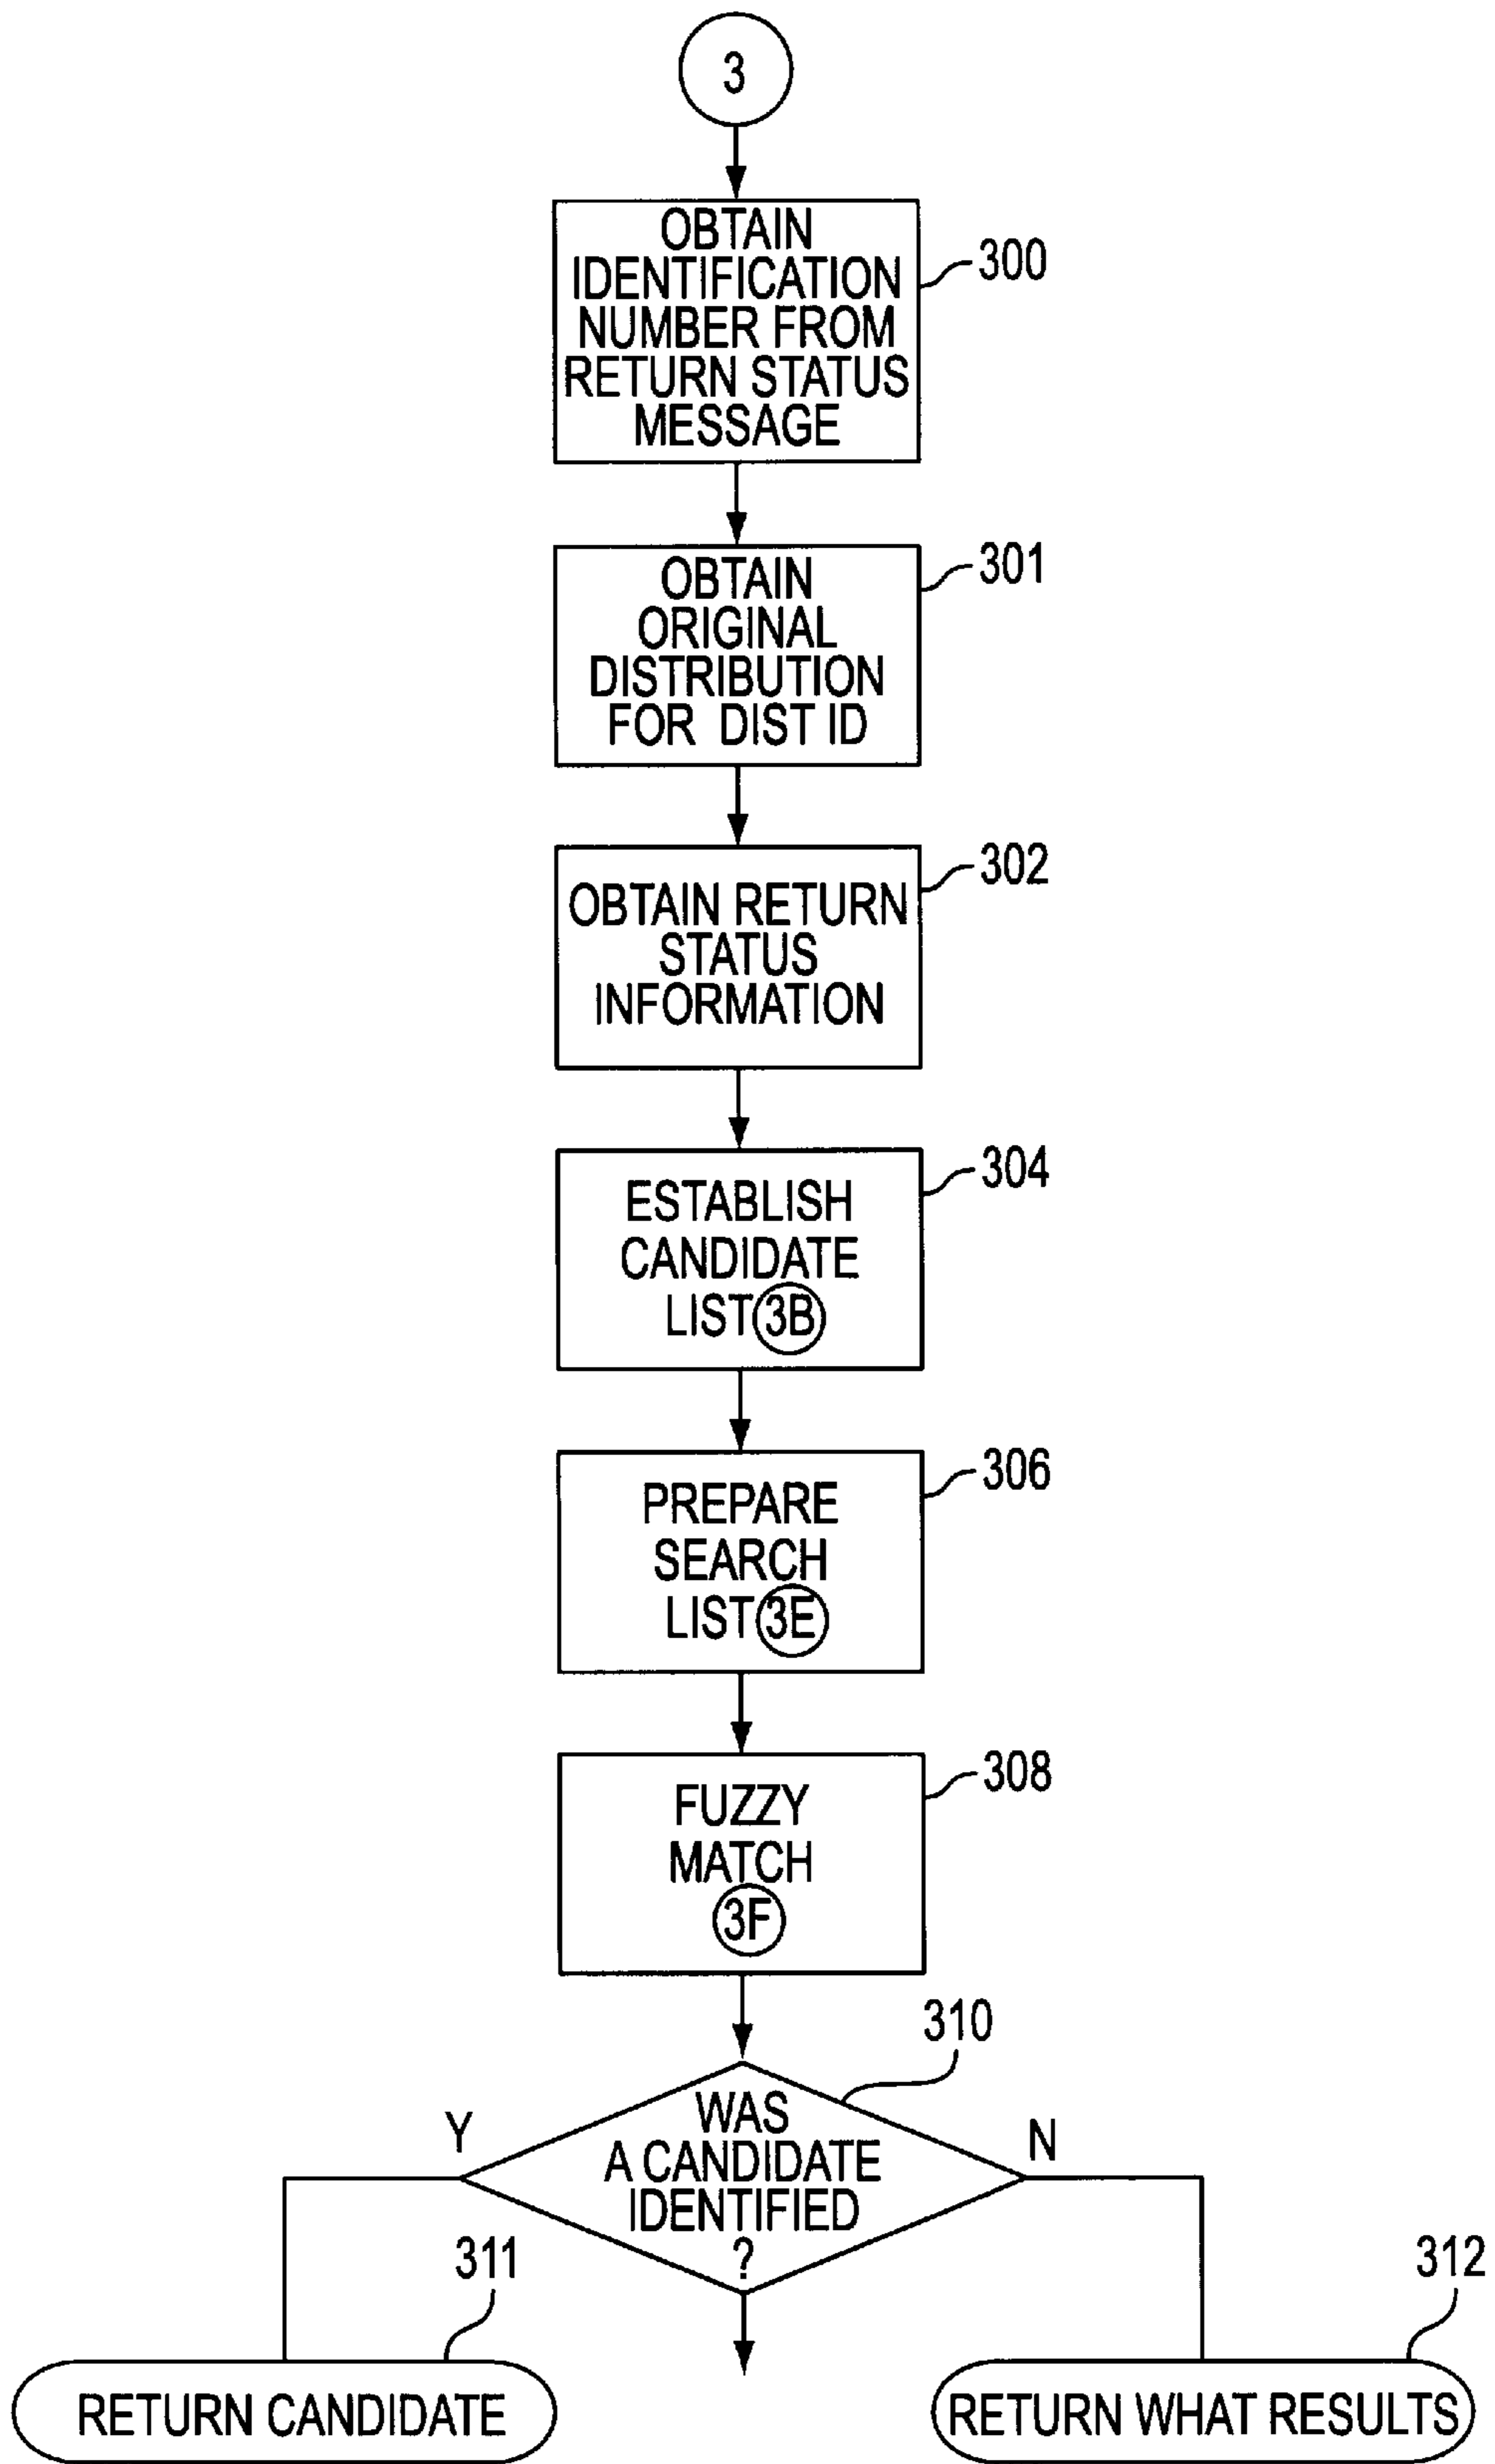 3
OBTAIN
IDENTIFICATION
NUMBER FROM
RETURN STATUS
MESSAGE
300
OBTAIN
ORIGINAL
DISTRIBUTION
FOR DIST ID
301
OBTAIN RETURN
STATUS
INFORMATION
302
ESTABLISH
CANDIDATE
LIST 3B
304
PREPARE
SEARCH
LIST 3E
306
FUZZY
MATCH
3F
308
310
WAS
A CANDIDATE
IDENTIFIED
?
Y
N
311
RETURN CANDIDATE
312
RETURN WHAT RESULTS